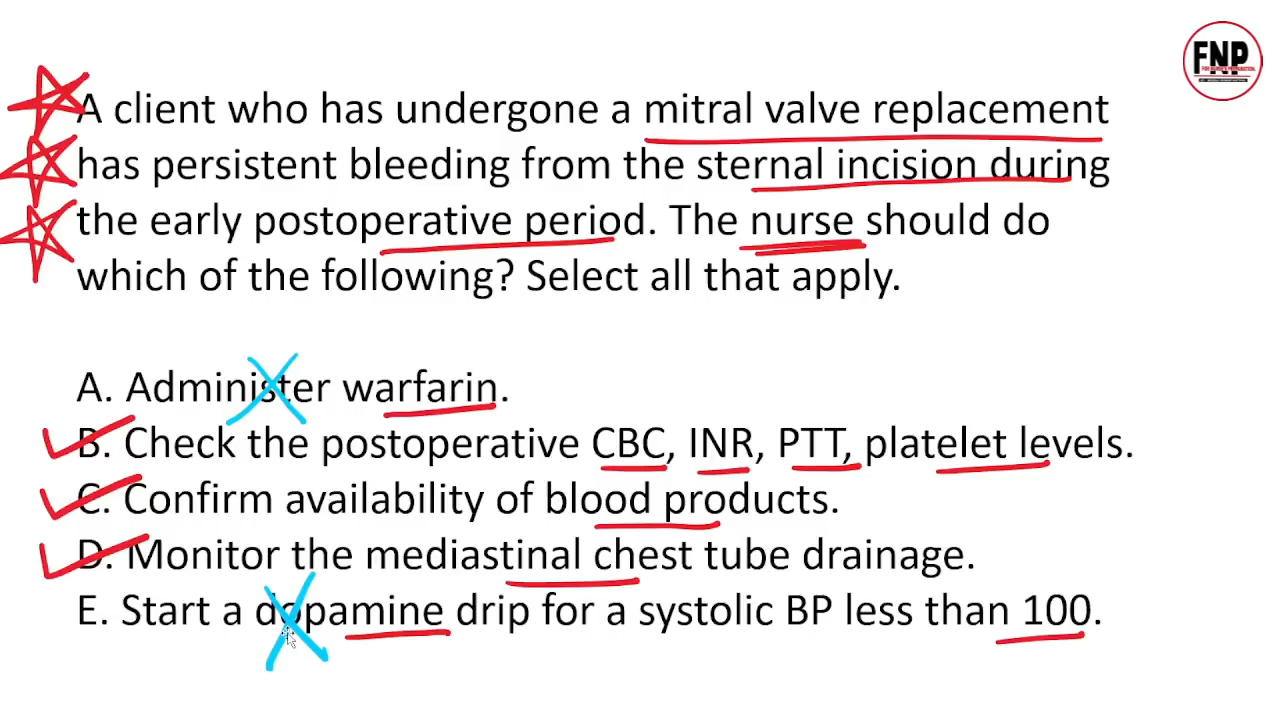 FNP
A client who has undergone a mitral valve replacement
has persistent bleeding from the sternal incision during
the early postoperative period. The nurse should do
which of the following? Select all that apply.
A. Administer warfarin.
B. Check the postoperative CBC, INR, PTT, platelet levels.
C. Confirm availability of blood products.
D. Monitor the mediastinal chest tube drainage.
E. Start a dopamine drip for a systolic BP less than 100.